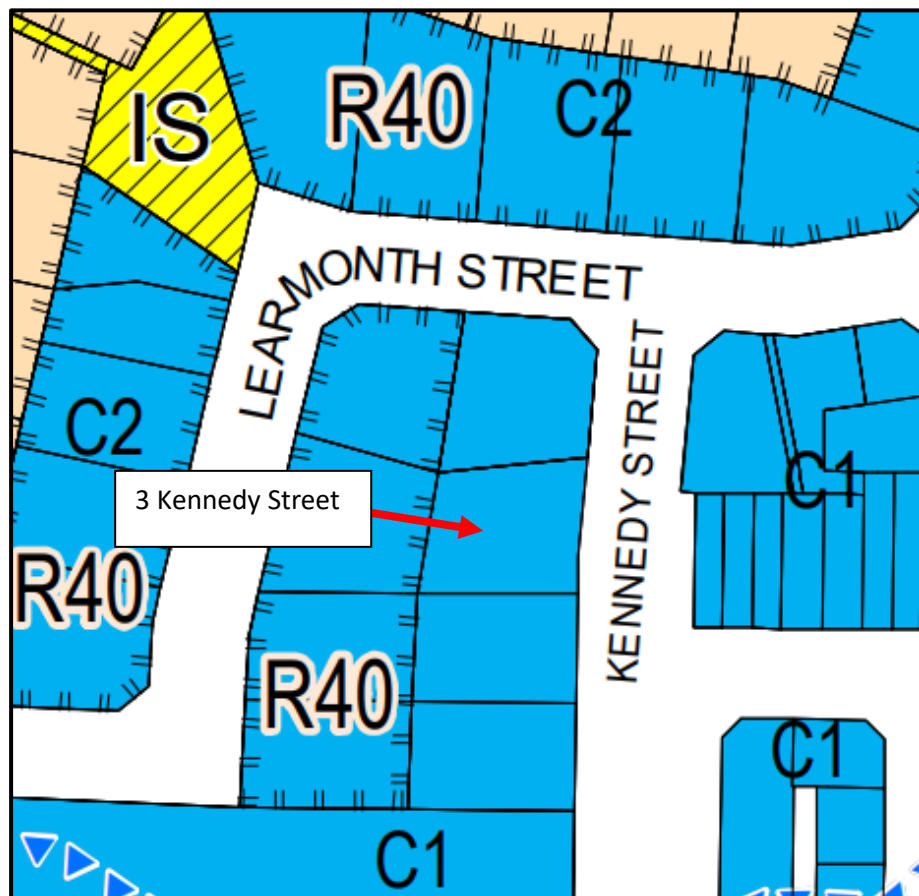 IS
R40
C2
LEARMONTH STREET
KENNEDY STREET
C2
C1
3 Kennedy Street
R40
R40
C1
C1